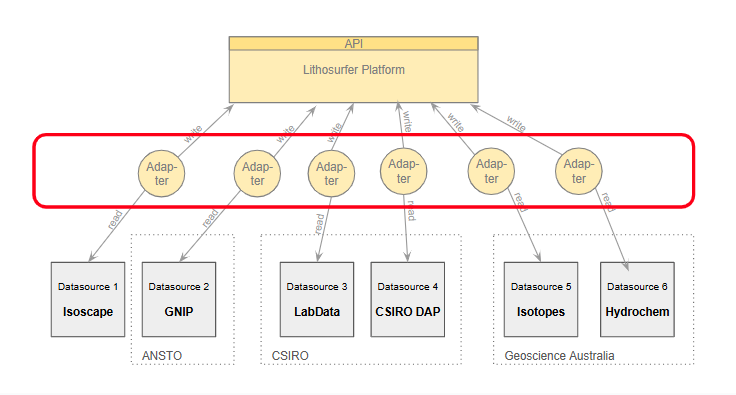 API
Lithosurfer Platform
write
write
write
write
write
write
Adap-
ter
Adap-
ter
Adap-
ter
Adap-
ter
Adap-
ter
Adap-
ter
read
read
read
read
read
read
Datasource 1
Isoscape
Datasource 2
GNIP
Datasource 3
LabData
Datasource 4
CSIRO DAP
Datasource 5
Isotopes
Datasource 6
Hydrochem
ANSTO
CSIRO
Geoscience Australia